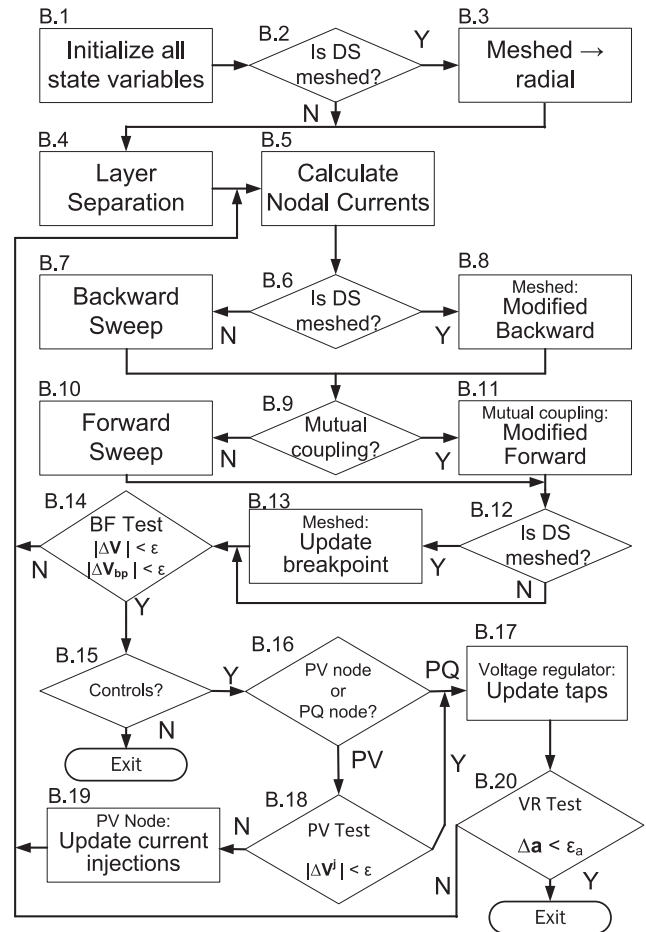 B.1
Initialize all
state variables
B.2
Is DS
meshed?
Y
N
B.3
Meshed →
radial
B.4
Layer
Separation
B.5
Calculate
Nodal Currents
B.6
Is DS
meshed?
N
Y
B.7
Backward
Sweep
B.8
Meshed:
Modified
Backward
B.9
Mutual
coupling?
N
Y
B.10
Forward
Sweep
B.11
Mutual coupling:
Modified
Forward
B.12
Is DS
meshed?
Y
N
B.13
Meshed:
Update
breakpoint
B.14
BF Test
|ΔV| < ε
|ΔVbp| < ε
N
Y
B.15
Controls?
Y
N
Exit
B.16
PV node
or
PQ node?
PQ
PV
B.17
Voltage regulator:
Update taps
B.18
PV Test
|ΔVʲ| < ε
N
Y
B.19
PV Node:
Update current
injections
B.20
VR Test
Δa < εₐ
N
Y
Exit